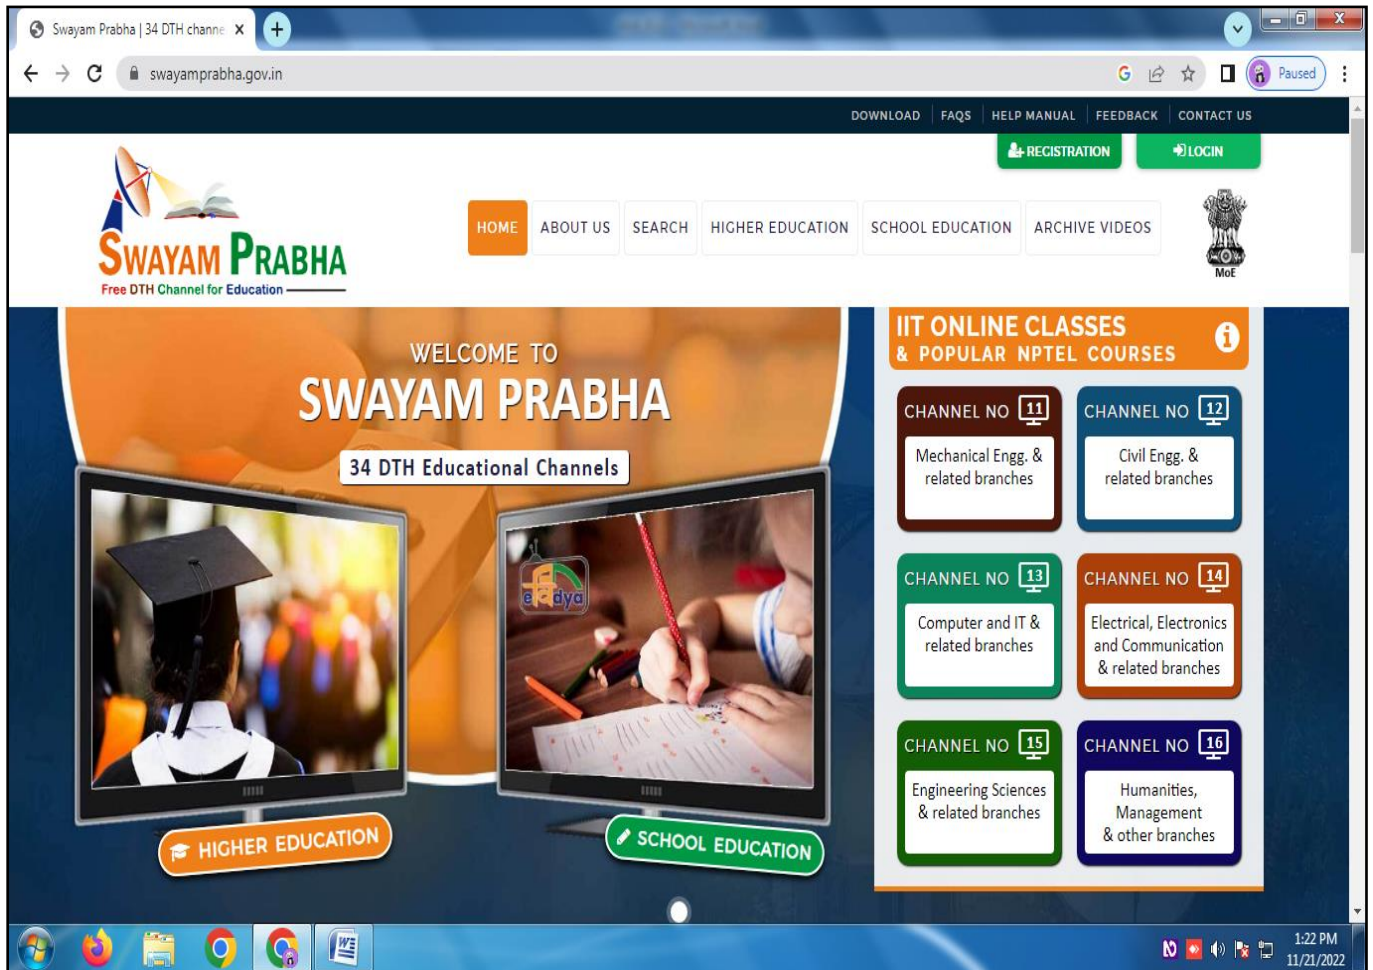 Swayam Prabha | 34 DTH channe
swayamprabha.gov.in
Paused
DOWNLOAD FAQS HELP MANUAL FEEDBACK CONTACT US
REGISTRATION LOGIN
SWAYAM PRABHA
Free DTH Channel for Education
HOME ABOUT US SEARCH HIGHER EDUCATION SCHOOL EDUCATION ARCHIVE VIDEOS
MoE
WELCOME TO
SWAYAM PRABHA
34 DTH Educational Channels
HIGHER EDUCATION
SCHOOL EDUCATION
IIT ONLINE CLASSES
& POPULAR NPTEL COURSES
CHANNEL NO 11
Mechanical Engg. &
related branches
CHANNEL NO 12
Civil Engg. &
related branches
CHANNEL NO 13
Computer and IT &
related branches
CHANNEL NO 14
Electrical, Electronics
and Communication
& related branches
CHANNEL NO 15
Engineering Sciences
& related branches
CHANNEL NO 16
Humanities,
Management
& other branches
1:22 PM
11/21/2022